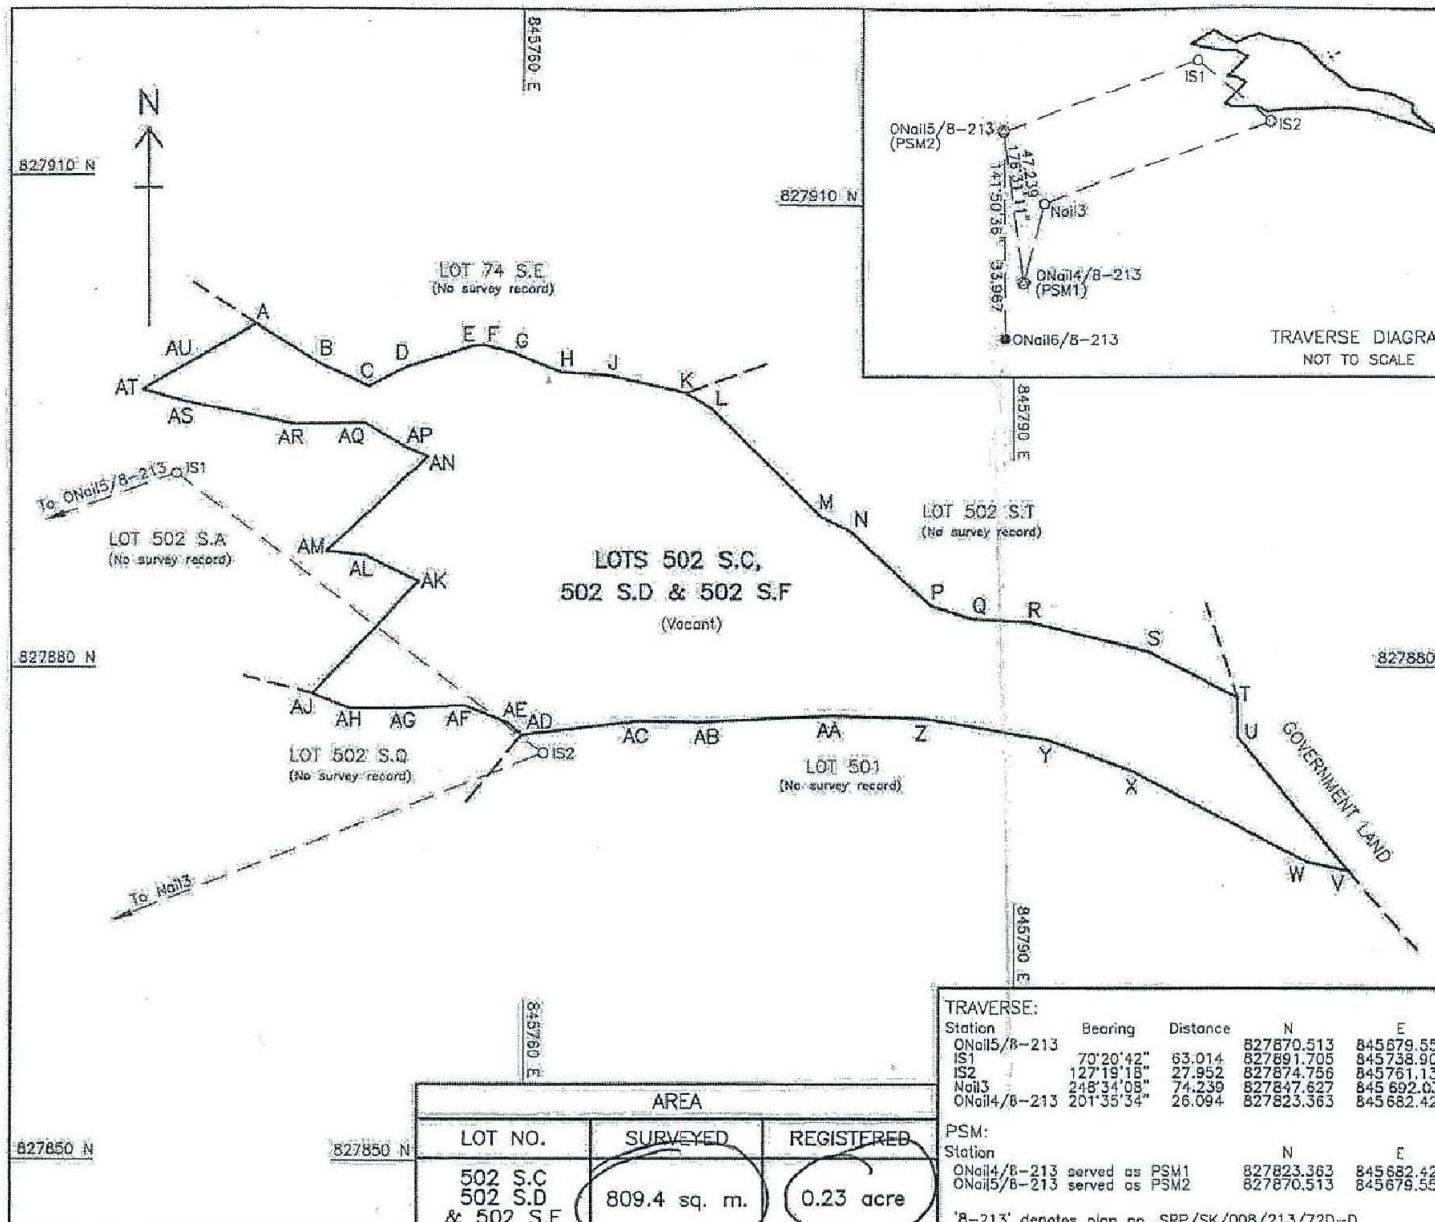 845760 E
N
827910 N
827910 N
LOT 74 S.E
(No survey record)
A
B
C
D
E
F
G
H
J
K
L
AU
AT
AS
AR
AQ
AP
AN
845790 E
To ONail5/8-213
IS1
LOT 502 S.A
(No survey record)
AM
AL
AK
LOTS 502 S.C,
502 S.D & 502 S.F
(Vacant)
M
N
LOT 502 S.T
(No survey record)
P
Q
R
S
T
U
827880 N
827880
AJ
AH
AG
AF
AE
AD
AC
AB
AA
Z
Y
X
W
V
LOT 502 S.Q
(No survey record)
IS2
LOT 501
(No survey record)
GOVERNMENT LAND
To Nail3
845790 E
845760 E
827850 N
827850 N
IS1
IS2
ONail5/8-213
(PSM2)
47.239
176°31'11"
141°50'36"
33.967
Nail3
ONail4/8-213
(PSM1)
ONail6/8-213
TRAVERSE DIAGRA
NOT TO SCALE
TRAVERSE:
Station Bearing Distance N E
ONail5/8-213 827870.513 845679.55
IS1 70°20'42" 63.014 827891.705 845738.90
IS2 127°19'18" 27.952 827874.756 845761.13
Nail3 248°34'08" 74.239 827847.627 845 692.03
ONail4/8-213 201°35'34" 26.094 827823.363 845682.42
PSM:
Station N E
ONail4/8-213 served as PSM1 827823.363 845682.42
ONail5/8-213 served as PSM2 827870.513 845679.55
'8-213' denotes plan no. SRP/SK/008/213/72D-D
AREA
LOT NO. SURVEYED REGISTERED
502 S.C
502 S.D
& 502 S.F
809.4 sq. m.
0.23 acre